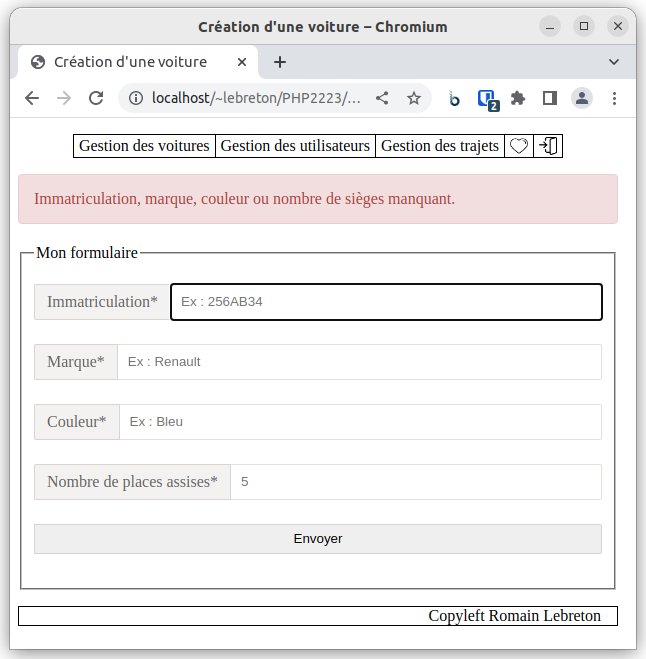 Création d'une voiture – Chromium
Création d'une voiture
localhost/~lebreton/PHP2223/...
2
Gestion des voitures Gestion des utilisateurs Gestion des trajets
Immatriculation, marque, couleur ou nombre de sièges manquant.
Mon formulaire
Immatriculation* Ex : 256AB34
Marque* Ex : Renault
Couleur* Ex : Bleu
Nombre de places assises* 5
Envoyer
Copyleft Romain Lebreton